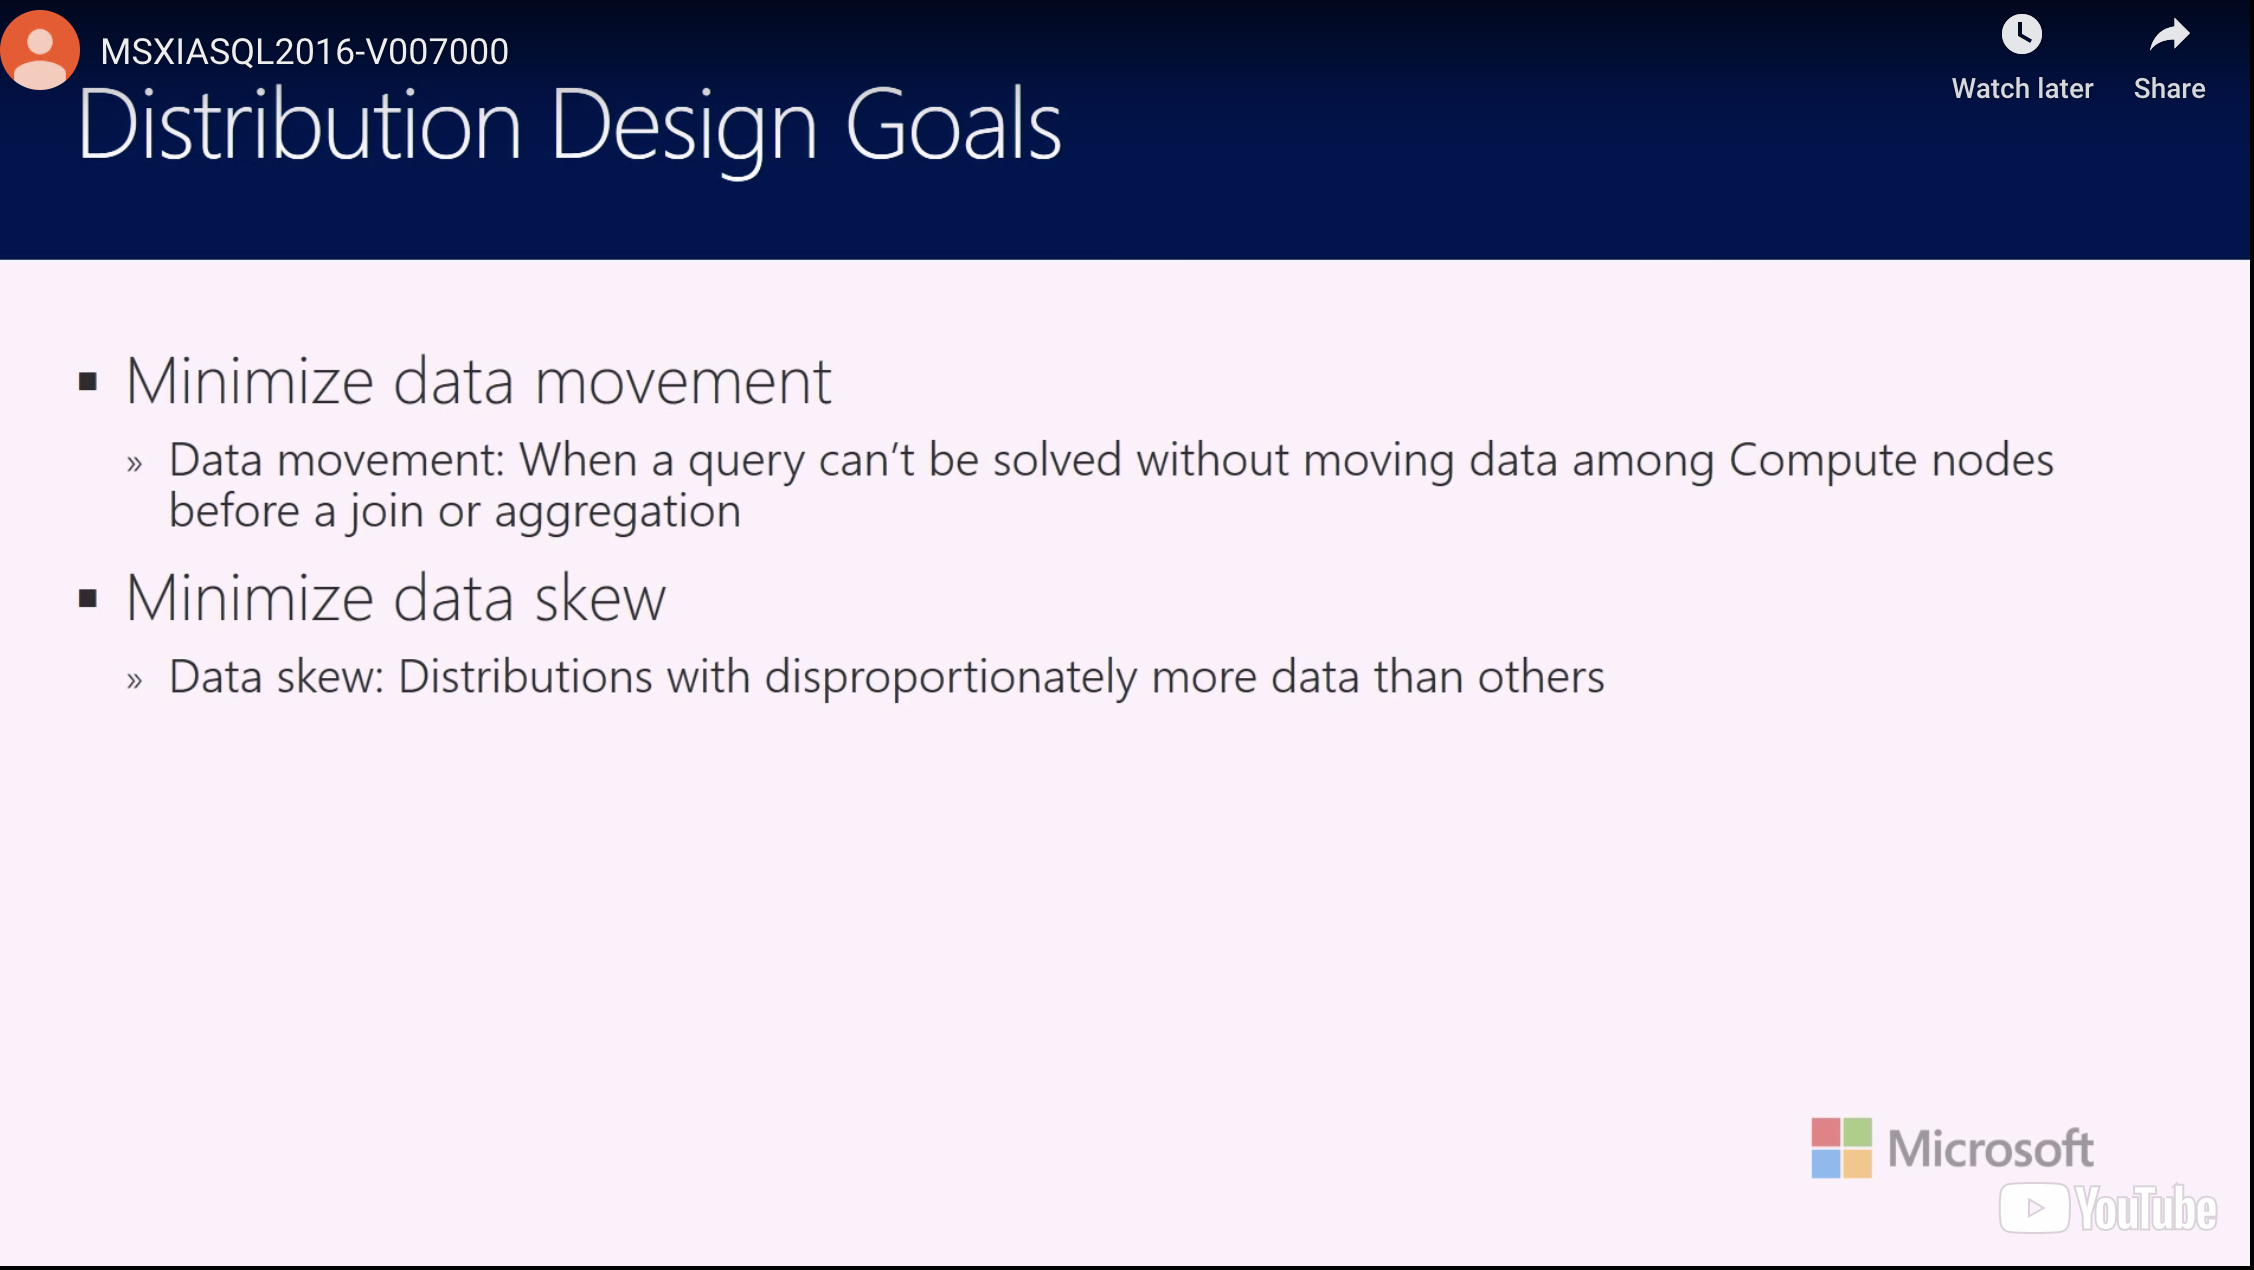 MSXIASQL2016-V007000
Watch later
Share
Distribution Design Goals
▪ Minimize data movement
» Data movement: When a query can't be solved without moving data among Compute nodes
before a join or aggregation
▪ Minimize data skew
» Data skew: Distributions with disproportionately more data than others
Microsoft
YouTube